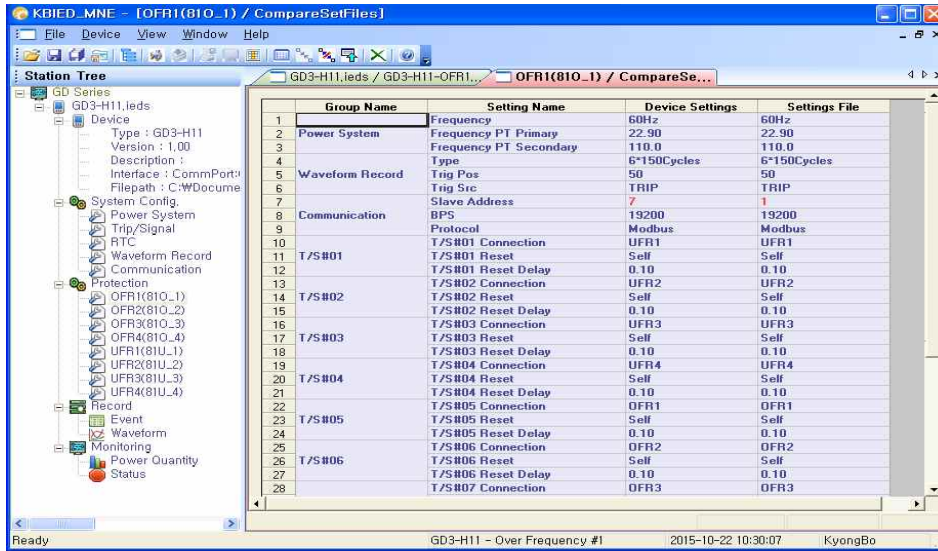 KBIED_MNE - [OFR1(81O_1) / CompareSetFiles]
File Device View Window Help
Station Tree
GD Series
GD3-H11,ieds
Device
Type : GD3-H11
Version : 1,00
Description :
Interface : CommPort:
Filepath : C:₩Docume
System Config,
Power System
Trip/Signal
RTC
Waveform Record
Communication
Protection
OFR1(81O_1)
OFR2(81O_2)
OFR3(81O_3)
OFR4(81O_4)
UFR1(81U_1)
UFR2(81U_2)
UFR3(81U_3)
UFR4(81U_4)
Record
Event
Waveform
Monitoring
Power Quantity
Status
GD3-H11,ieds / GD3-H11-OFR1...
OFR1(81O_1) / CompareSe...
Group Name Setting Name Device Settings Settings File
1 Frequency 60Hz 60Hz
2 Power System Frequency PT Primary 22.90 22.90
3 Frequency PT Secondary 110.0 110.0
4 Type 6*150Cycles 6*150Cycles
5 Waveform Record Trig Pos 50 50
6 Trig Src TRIP TRIP
7 Slave Address 7 1
8 Communication BPS 19200 19200
9 Protocol Modbus Modbus
10 T/S#01 Connection UFR1 UFR1
11 T/S#01 T/S#01 Reset Self Self
12 T/S#01 Reset Delay 0.10 0.10
13 T/S#02 Connection UFR2 UFR2
14 T/S#02 T/S#02 Reset Self Self
15 T/S#02 Reset Delay 0.10 0.10
16 T/S#03 Connection UFR3 UFR3
17 T/S#03 T/S#03 Reset Self Self
18 T/S#03 Reset Delay 0.10 0.10
19 T/S#04 Connection UFR4 UFR4
20 T/S#04 T/S#04 Reset Self Self
21 T/S#04 Reset Delay 0.10 0.10
22 T/S#05 Connection OFR1 OFR1
23 T/S#05 T/S#05 Reset Self Self
24 T/S#05 Reset Delay 0.10 0.10
25 T/S#06 Connection OFR2 OFR2
26 T/S#06 T/S#06 Reset Self Self
27 T/S#06 Reset Delay 0.10 0.10
28 T/S#07 Connection OFR3 OFR3
Ready GD3-H11 - Over Frequency #1 2015-10-22 10:30:07 KyongBo